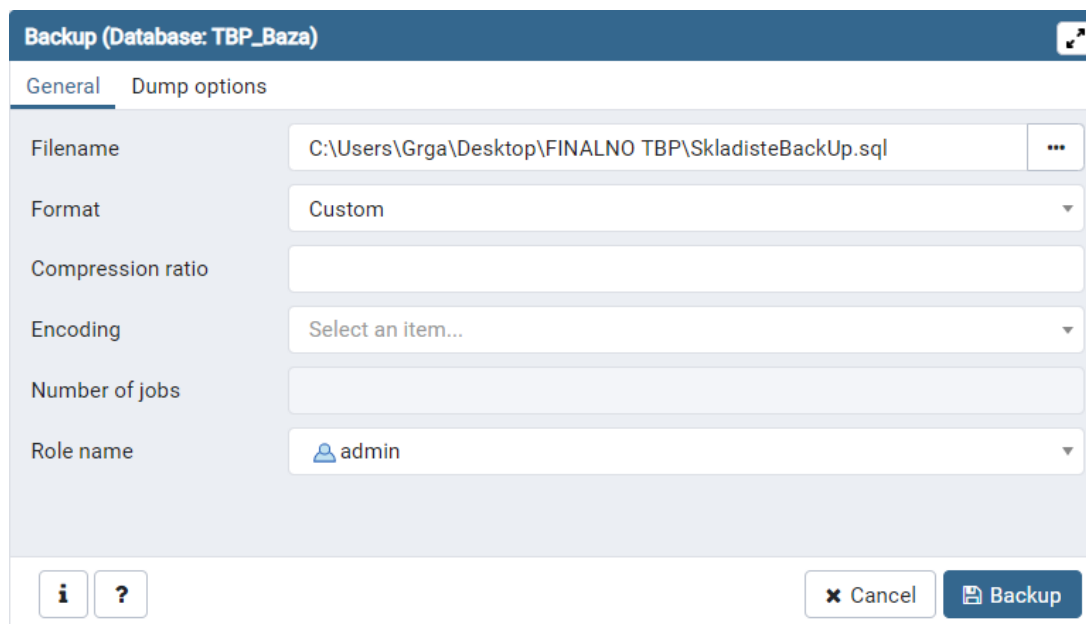 Backup (Database: TBP_Baza)
General Dump options
Filename C:\Users\Grga\Desktop\FINALNO TBP\SkladisteBackUp.sql •••
Format Custom
Compression ratio
Encoding Select an item...
Number of jobs
Role name admin
i ? Cancel Backup